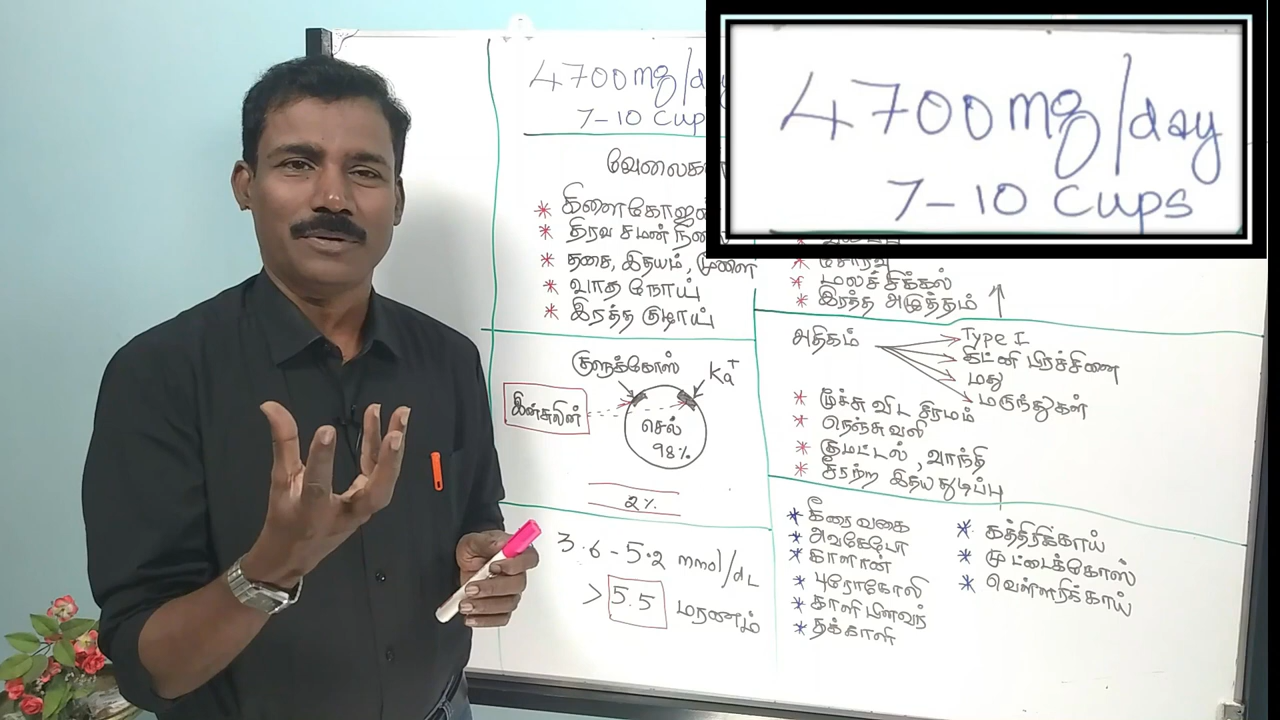 4700mg/day
7-10 Cups
4700mg/day
7-10 Cups
* கிளைகோஜன்
* திரவ சமன் நிலை
* தசை, இதயம், மூளை
* வாத நோய்
* இரத்த குழாய்
* சோர்வு
* மலச்சிக்கல்
* இரத்த அழுத்தம்
குளுக்கோஸ்
Ka+
இன்சுலின்
செல்
98%
2%
அதிகம்
Type I
கிட்னி பிரச்சிணை
மது
மருந்துகள்
* மூச்சு விட சிரமம்
* நெஞ்சு வலி
* குமட்டல், வாந்தி
* சீரற்ற இதய துடிப்பு
3.6-5.2 mmol/dL
>5.5 மரணம்
* கீரை வகை
* அவகேடோ
* காளான்
* புரோகோலி
* காளி பிளவர்
* தக்காளி
* கத்திரிக்காய்
* முட்டைக்கோஸ்
* வெள்ளரிக்காய்